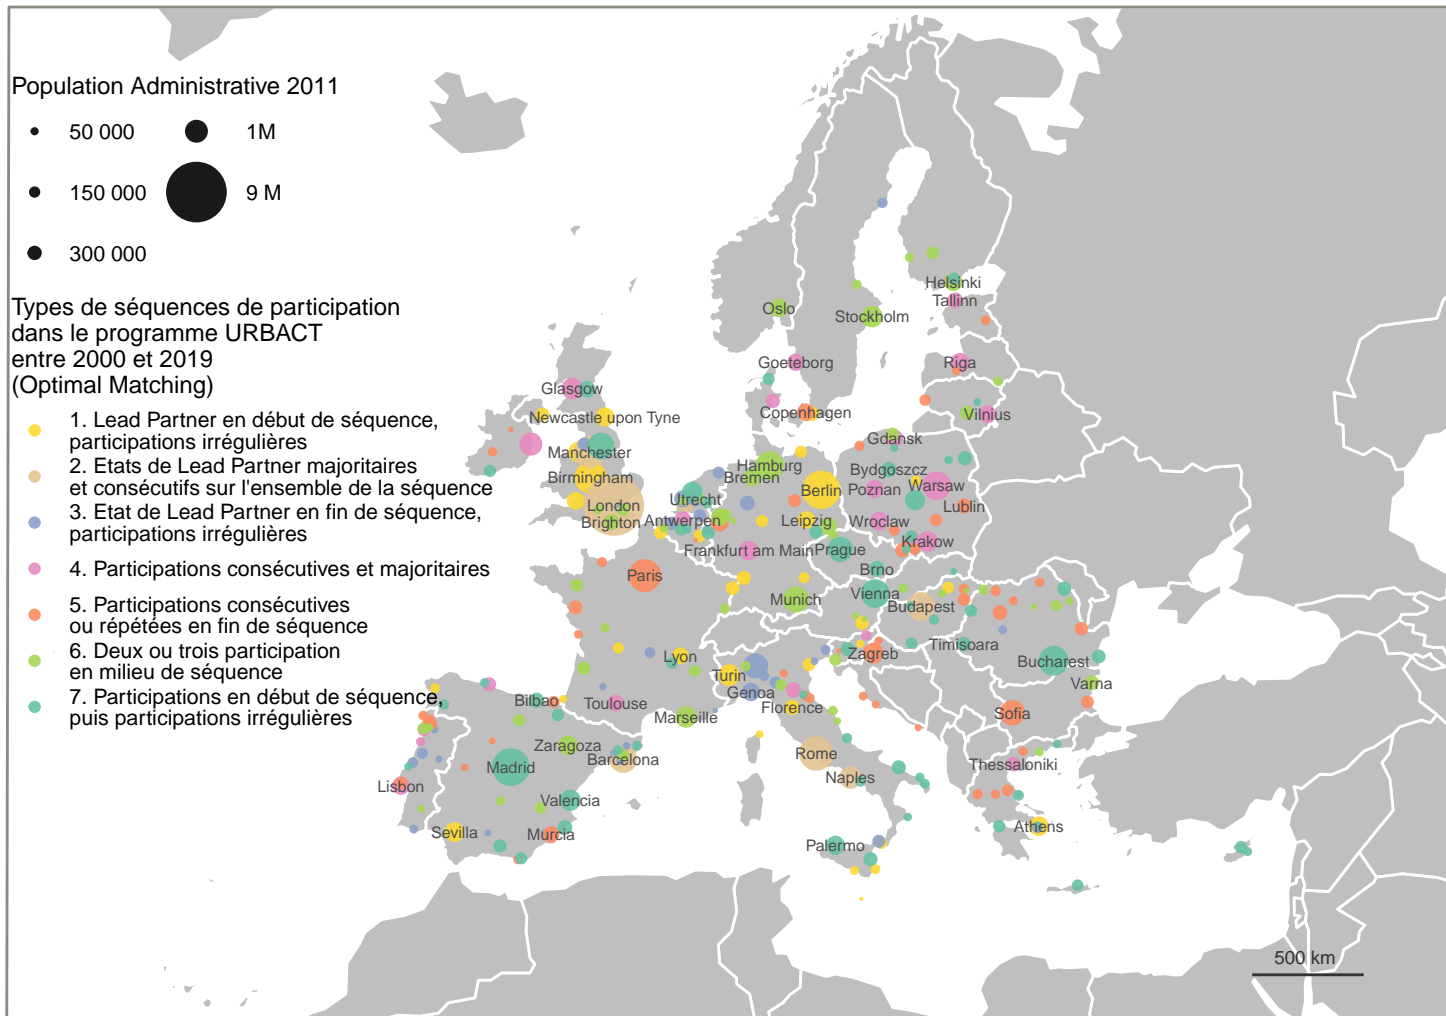 Population Administrative 2011
50 000
1M
150 000
9 M
300 000
Types de séquences de participation
dans le programme URBACT
entre 2000 et 2019
(Optimal Matching)
1. Lead Partner en début de séquence,
participations irrégulières
2. Etats de Lead Partner majoritaires
et consécutifs sur l'ensemble de la séquence
3. Etat de Lead Partner en fin de séquence,
participations irrégulières
4. Participations consécutives et majoritaires
5. Participations consécutives
ou répétées en fin de séquence
6. Deux ou trois participation
en milieu de séquence
7. Participations en début de séquence,
puis participations irrégulières
Helsinki
Tallinn
Oslo
Stockholm
Goeteborg
Riga
Glasgow
Copenhagen
Newcastle upon Tyne
Vilnius
Gdansk
Manchester
Hamburg
Bydgoszcz
Birmingham
Bremen
Berlin
Poznan
Warsaw
Utrecht
London
Lublin
Brighton
Antwerpen
Leipzig
Wroclaw
Krakow
Frankfurt am Main
Prague
Paris
Brno
Munich
Vienna
Budapest
Timisoara
Lyon
Zagreb
Bucharest
Turin
Varna
Genoa
Bilbao
Toulouse
Florence
Marseille
Sofia
Zaragoza
Rome
Barcelona
Madrid
Thessaloniki
Naples
Lisbon
Valencia
Athens
Sevilla
Murcia
Palermo
500 km